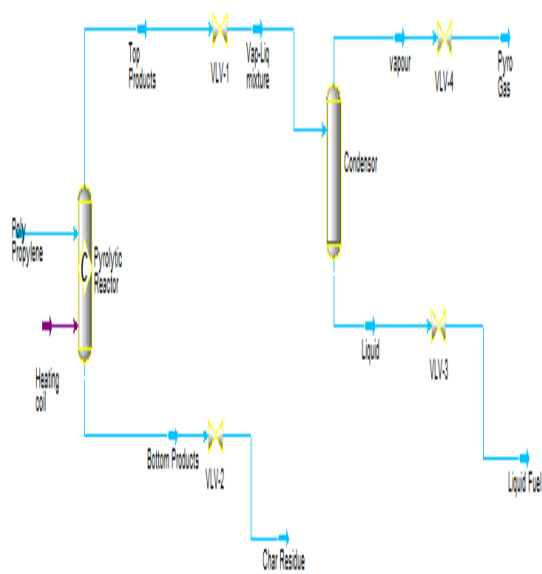 Top
Products
VLV-1
Vap-Liq
mixture
vapour
VLV-4
Pyro
Gas
Condensor
Poly
Propylene
C
Pyrolytic
Reactor
Heating
coil
Liquid
VLV-3
Bottom Products
VLV-2
Liquid Fuel
Char Residue